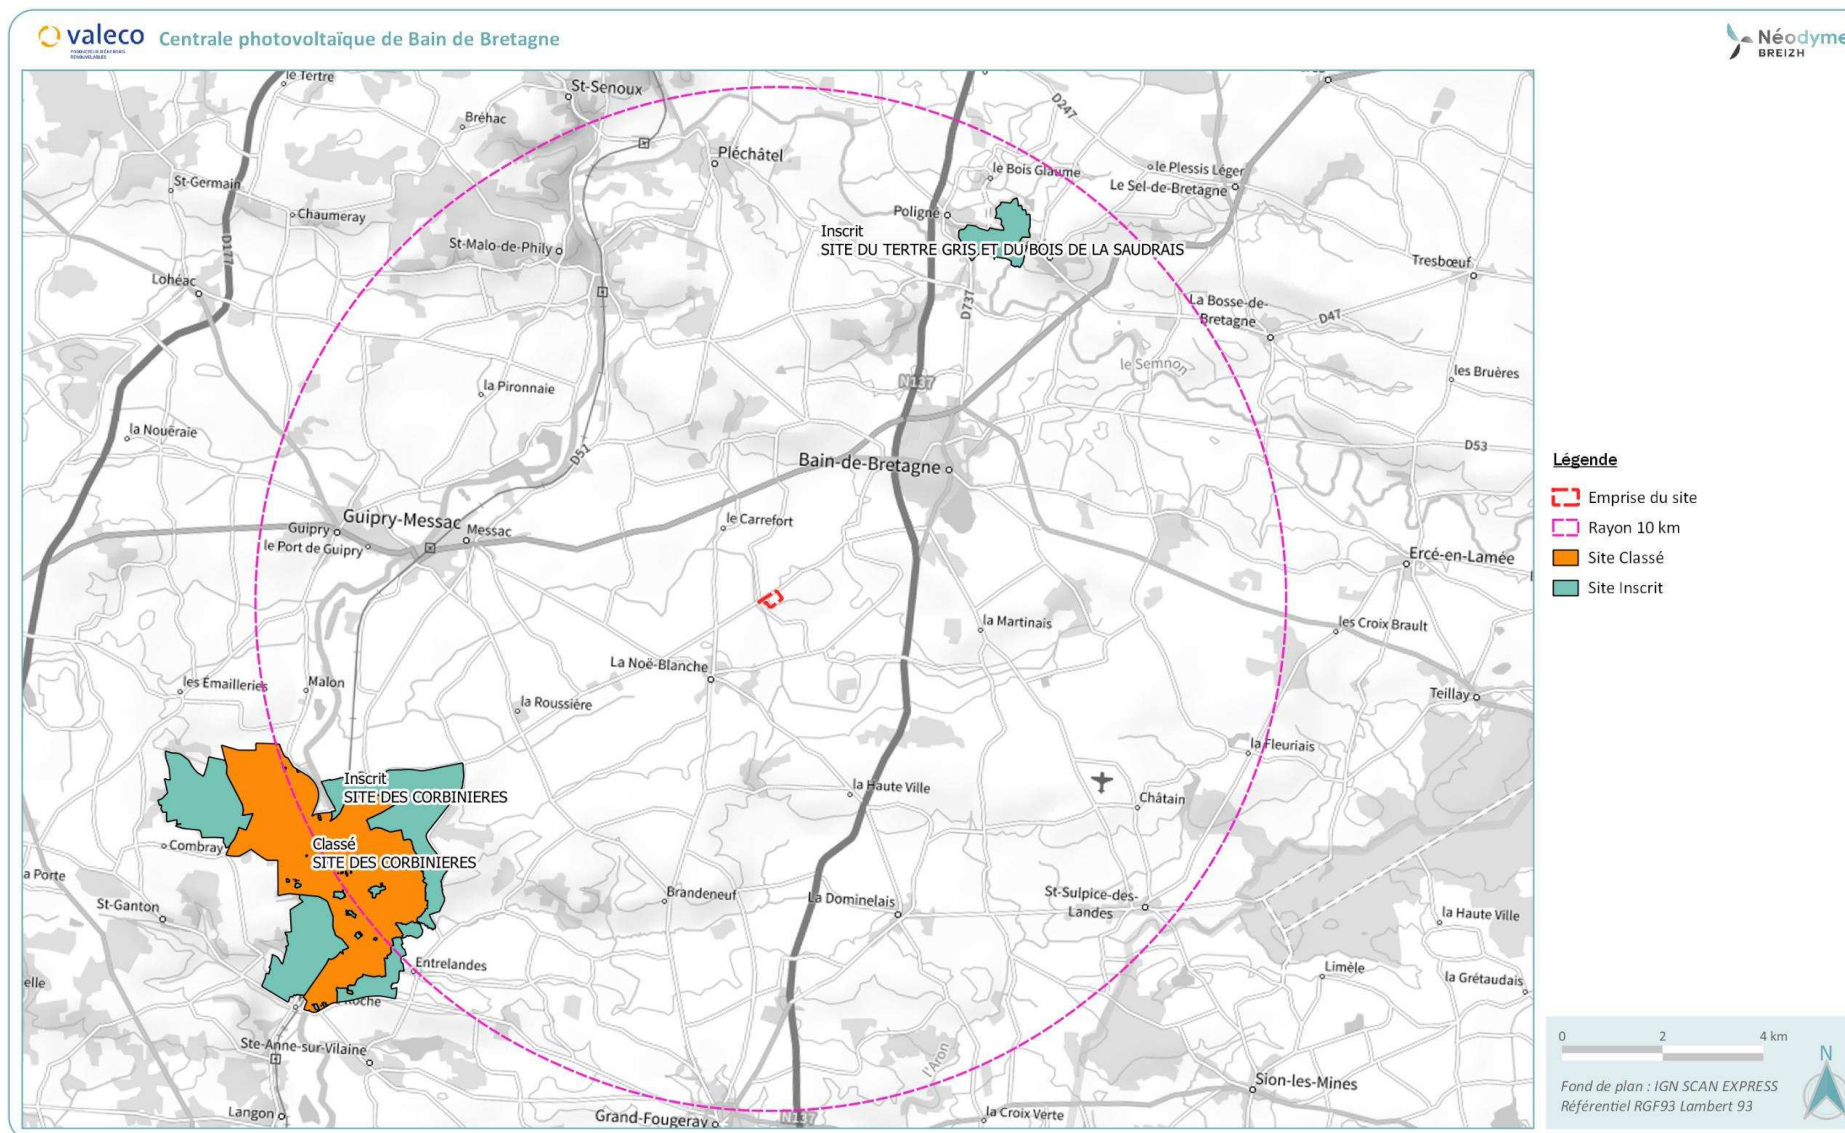 valeco
PRODUCTEUR D'ÉNERGIES
RENOUVELABLES
Centrale photovoltaïque de Bain de Bretagne
Néodyme
BREIZH
le Tertre
St-Senoux
D247
Bréhac
Pléchâtel
le Bois Glaume
le Plessis Léger
Le Sel-de-Bretagne
St-Germain
Chaumeray
Poligné
Inscrit
SITE DU TERTRE GRIS ET DU BOIS DE LA SAUDRAIS
St-Malo-de-Phily
D177
Tresbœuf
Lohéac
D737
La Bosse-de-
Bretagne
D47
le Semnon
la Pironnaie
N137
les Bruères
la Nouëraie
D51
D53
Bain-de-Bretagne
Guipry-Messac
Guipry
Messac
le Port de Guipry
le Carrefort
Ercé-en-Lamée
la Martinais
les Croix Brault
La Noë-Blanche
les Émailleries
Malon
la Roussière
Teillay
la Fleuriais
Inscrit
SITE DES CORBINIERES
la Haute Ville
Châtain
Classé
SITE DES CORBINIERES
Combray
a Porte
St-Ganton
Brandeneuf
La Dominelais
St-Sulpice-des-
Landes
la Haute Ville
Entrelandes
Limèle
la Grétaudais
elle
Roche
Ste-Anne-sur-Vilaine
l'Aron
Sion-les-Mines
Langon
Grand-Fougeray
N137
la Croix Verte
Légende
Emprise du site
Rayon 10 km
Site Classé
Site Inscrit
0 2 4 km
N
Fond de plan : IGN SCAN EXPRESS
Référentiel RGF93 Lambert 93